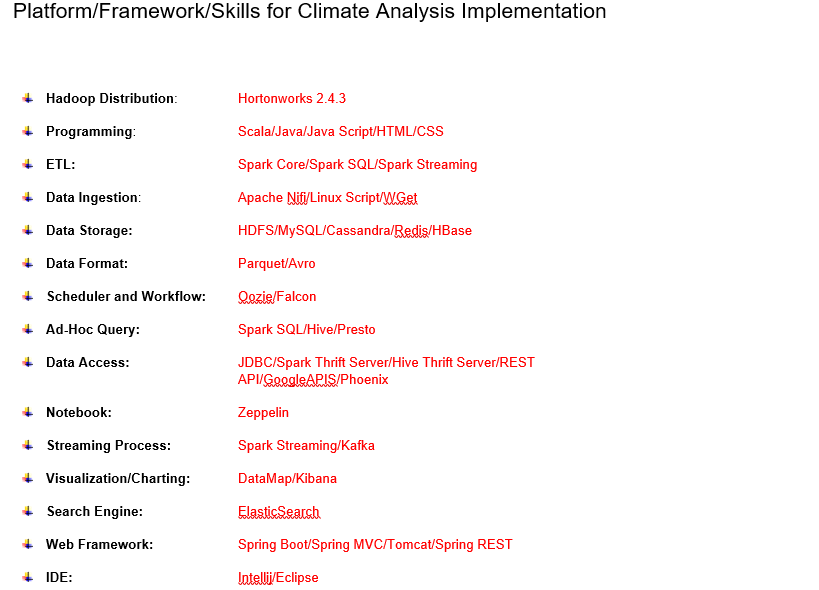 Platform/Framework/Skills for Climate Analysis Implementation
Hadoop Distribution: Hortonworks 2.4.3
Programming: Scala/Java/Java Script/HTML/CSS
ETL: Spark Core/Spark SQL/Spark Streaming
Data Ingestion: Apache Nifi/Linux Script/WGet
Data Storage: HDFS/MySQL/Cassandra/Redis/HBase
Data Format: Parquet/Avro
Scheduler and Workflow: Oozie/Falcon
Ad-Hoc Query: Spark SQL/Hive/Presto
Data Access: JDBC/Spark Thrift Server/Hive Thrift Server/REST
API/GoogleAPIS/Phoenix
Notebook: Zeppelin
Streaming Process: Spark Streaming/Kafka
Visualization/Charting: DataMap/Kibana
Search Engine: ElasticSearch
Web Framework: Spring Boot/Spring MVC/Tomcat/Spring REST
IDE: Intellij/Eclipse